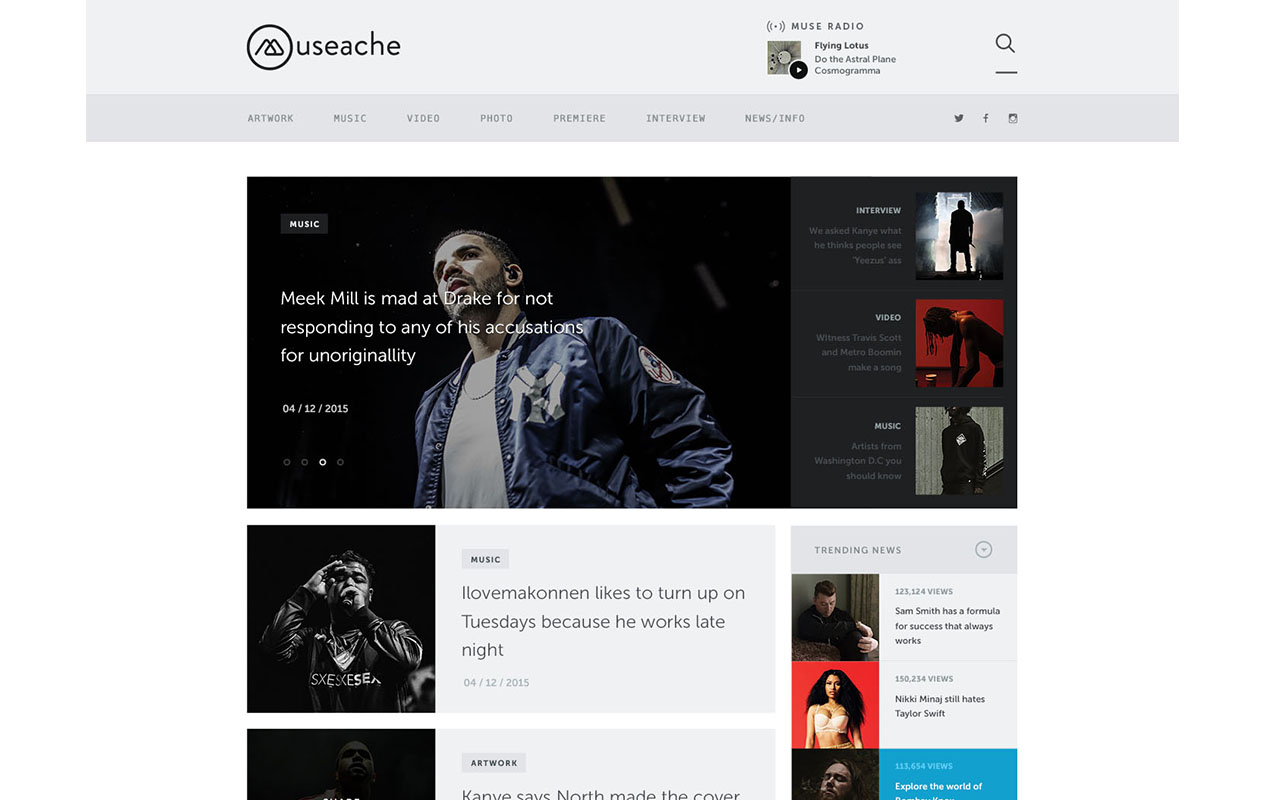 useache
MUSE RADIO
Flying Lotus
Do the Astral Plane
Cosmogramma
ARTWORK
MUSIC
VIDEO
PHOTO
PREMIERE
INTERVIEW
NEWS/INFO
MUSIC
Meek Mill is mad at Drake for not
responding to any of his accusations
for unoriginallity
04 / 12 / 2015
INTERVIEW
We asked Kanye what
he thinks people see
'Yeezus' ass
VIDEO
WItness Travis Scott
and Metro Boomin
make a song
MUSIC
Artists from
Washington D.C you
should know
SXESXESEX
MUSIC
Ilovemakonnen likes to turn up on
Tuesdays because he works late
night
04 / 12 / 2015
ARTWORK
Kanye says North made the cover
TRENDING NEWS
123,124 VIEWS
Sam Smith has a formula
for success that always
works
150,234 VIEWS
Nikki Minaj still hates
Taylor Swift
113,654 VIEWS
Explore the world of